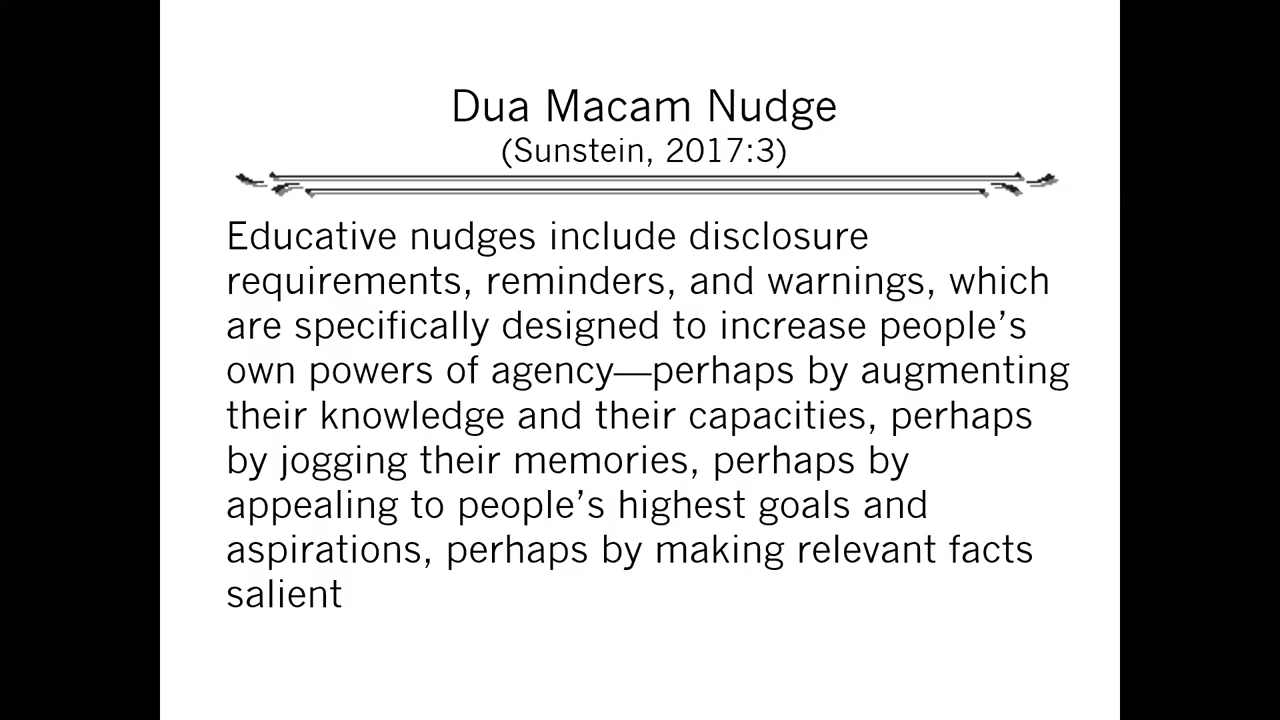 Dua Macam Nudge
(Sunstein, 2017:3)
Educative nudges include disclosure
requirements, reminders, and warnings, which
are specifically designed to increase people’s
own powers of agency—perhaps by augmenting
their knowledge and their capacities, perhaps
by jogging their memories, perhaps by
appealing to people’s highest goals and
aspirations, perhaps by making relevant facts
salient